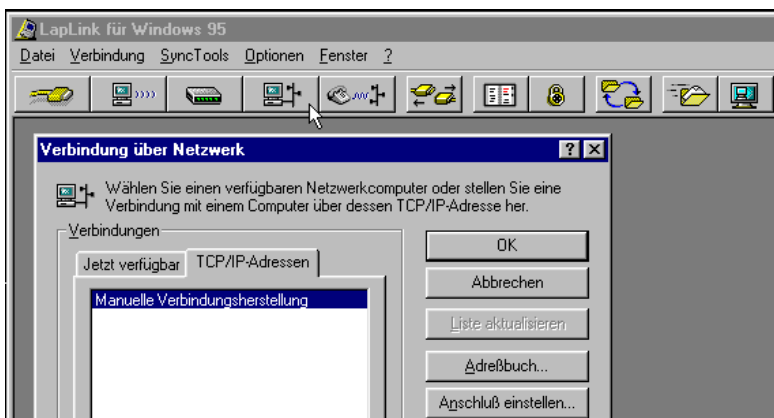 LapLink für Windows 95
Datei Verbindung SyncTools Optionen Fenster ?
Verbindung über Netzwerk
Wählen Sie einen verfügbaren Netzwerkcomputer oder stellen Sie eine
Verbindung mit einem Computer über dessen TCP/IP-Adresse her.
Verbindungen
Jetzt verfügbar TCP/IP-Adressen
Manuelle Verbindungsherstellung
OK
Abbrechen
Liste aktualisieren
Adreßbuch...
Anschluß einstellen...